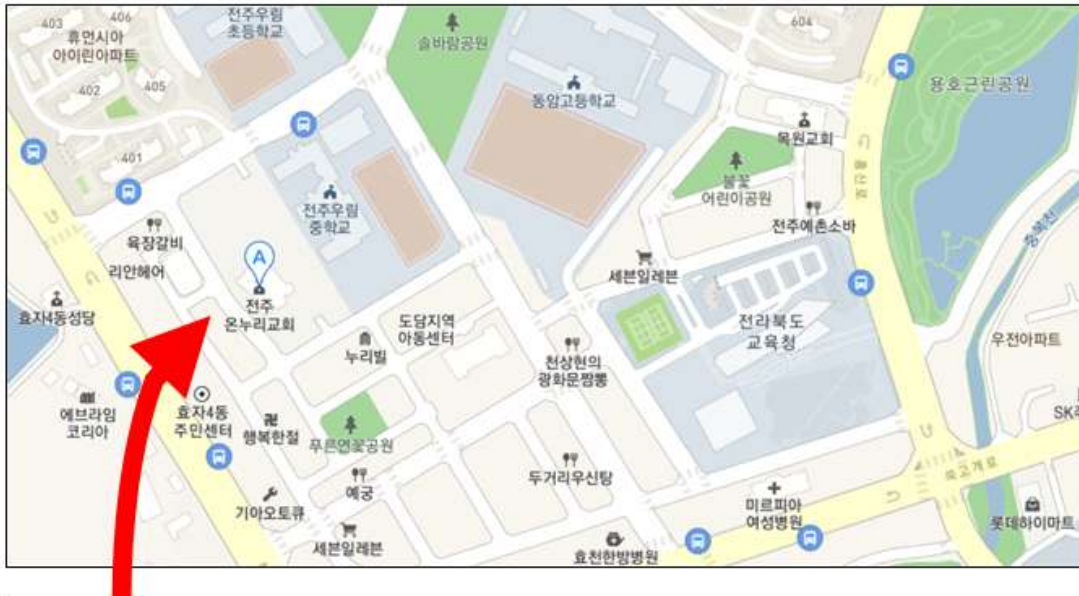 403
406
휴먼시아
아이린아파트
402
405
401
전주우림
초등학교
솔바람공원
604
용호근린공원
동암고등학교
목원교회
홍산로
불꽃
어린이공원
전주예촌소바
중복천
전주우림
중학교
육장갈비
리안헤어
A
전주
온누리교회
세븐일레븐
효자4동성당
도담지역
아동센터
누리빌
전라북도
교육청
천상현의
광화문짬뽕
우전아파트
에브라임
코리아
효자4동
주민센터
행복한절
푸른연꽃공원
예궁
두거리우신탕
기아오토큐
세븐일레븐
미르피아
여성병원
효천한방병원
롯데하이마트